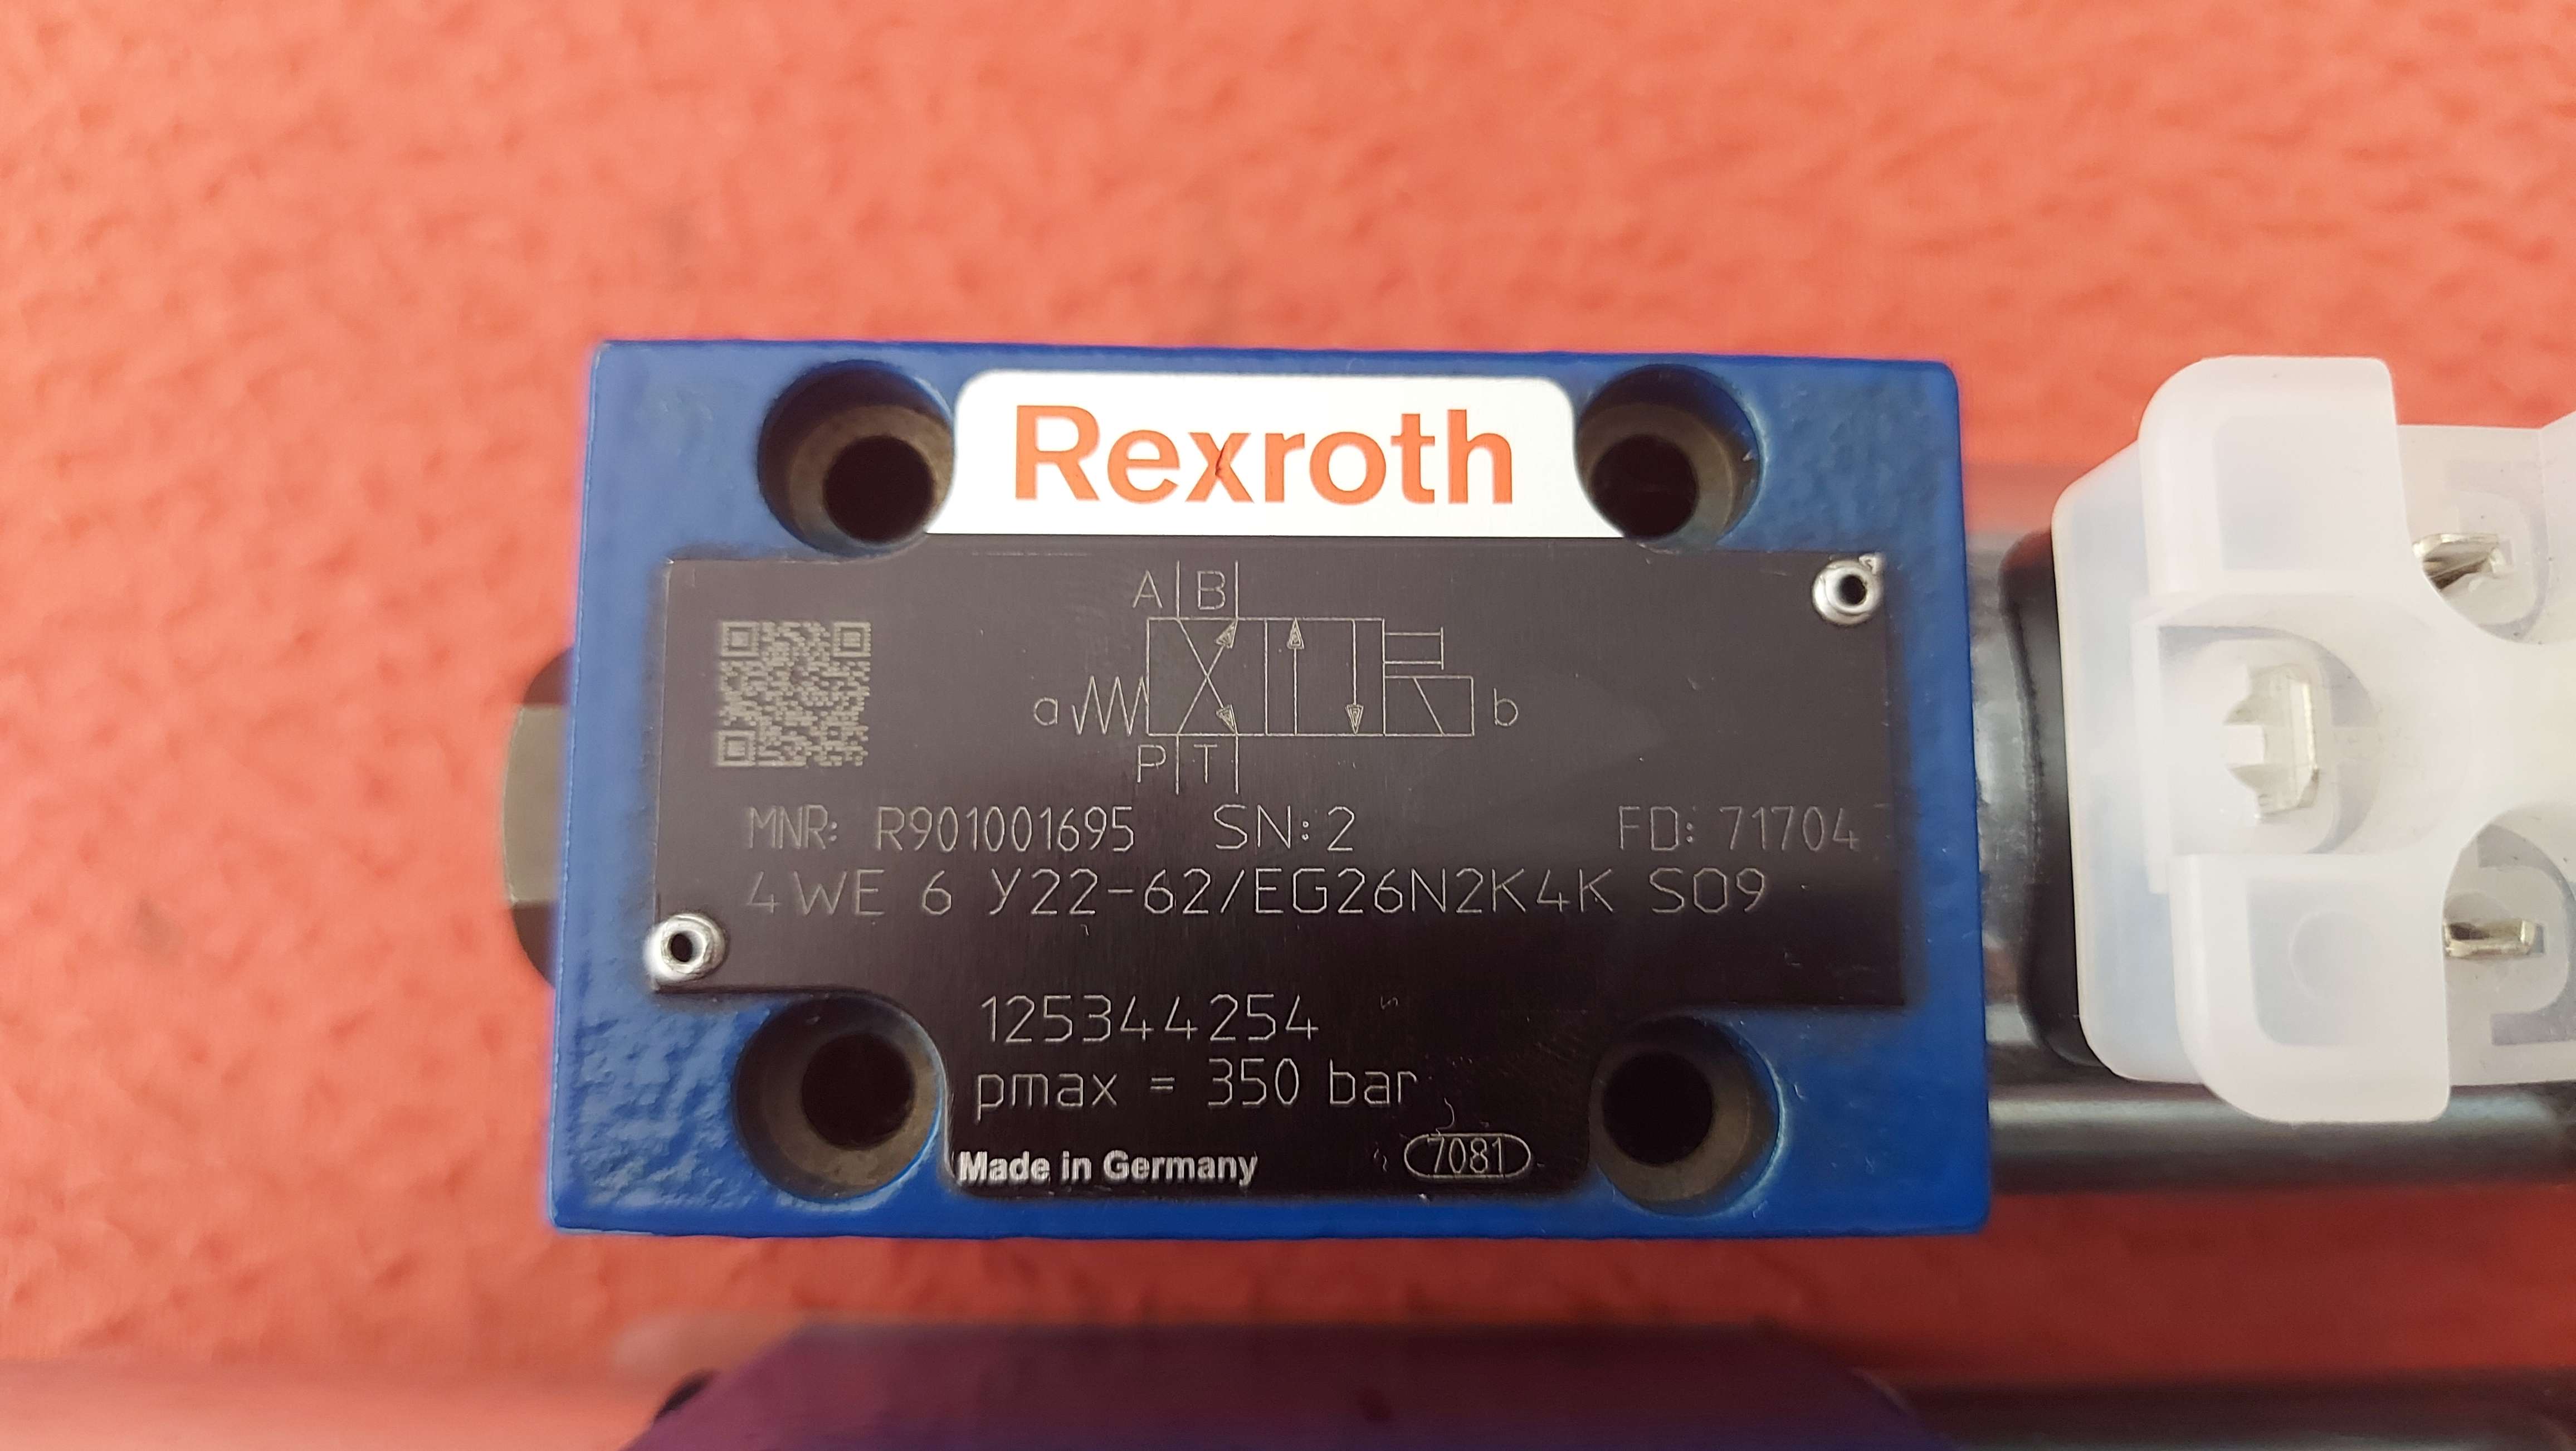 Rexroth
A B
a b
P T
MNR: R901001695 SN: 2 FD: 71704
4WE 6 Y22-62/EG26N2K4K SO9
125344254
pmax = 350 bar
Made in Germany 7081